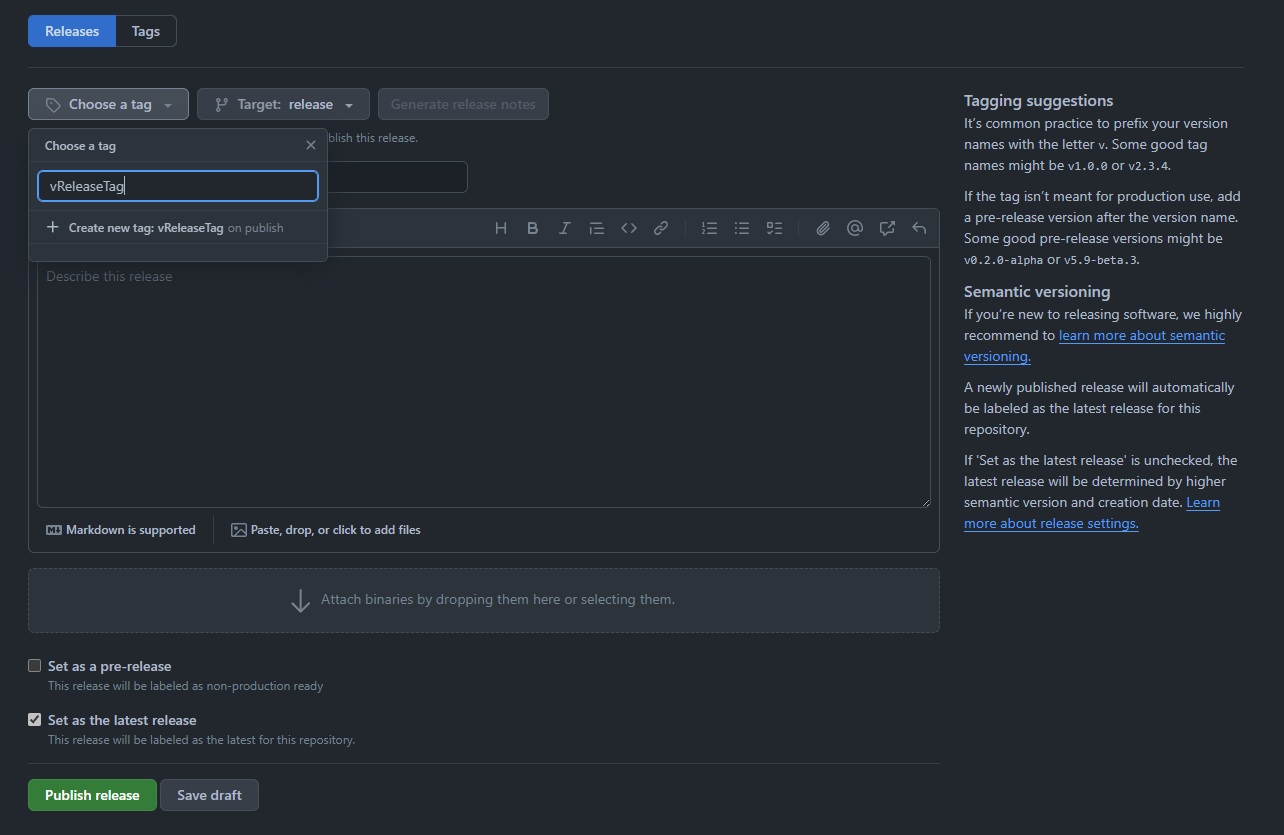 Releases
Tags
Choose a tag
Target: release
Generate release notes
Choose a tag
blish this release.
vReleaseTag
Create new tag: vReleaseTag on publish
H B I
Describe this release
Markdown is supported
Paste, drop, or click to add files
Attach binaries by dropping them here or selecting them.
Set as a pre-release
This release will be labeled as non-production ready
Set as the latest release
This release will be labeled as the latest for this repository.
Publish release
Save draft
Tagging suggestions
It’s common practice to prefix your version
names with the letter v. Some good tag
names might be v1.0.0 or v2.3.4.
If the tag isn’t meant for production use, add
a pre-release version after the version name.
Some good pre-release versions might be
v0.2.0-alpha or v5.9-beta.3.
Semantic versioning
If you’re new to releasing software, we highly
recommend to learn more about semantic
versioning.
A newly published release will automatically
be labeled as the latest release for this
repository.
If 'Set as the latest release' is unchecked, the
latest release will be determined by higher
semantic version and creation date. Learn
more about release settings.